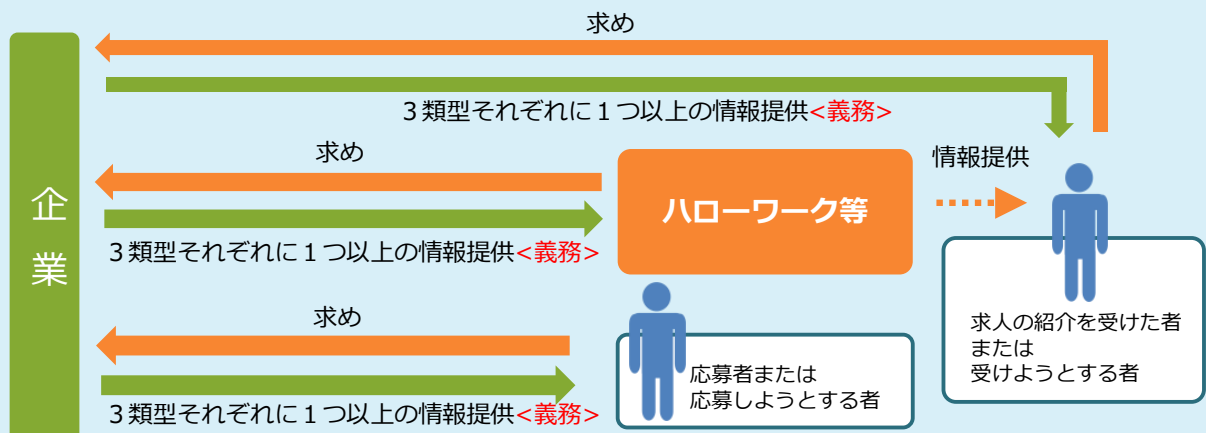 求め
３類型それぞれに１つ以上の情報提供<義務>
企業
求め
ハローワーク等
情報提供
３類型それぞれに１つ以上の情報提供<義務>
求人の紹介を受けた者
または
受けようとする者
求め
応募者または
応募しようとする者
３類型それぞれに１つ以上の情報提供<義務>